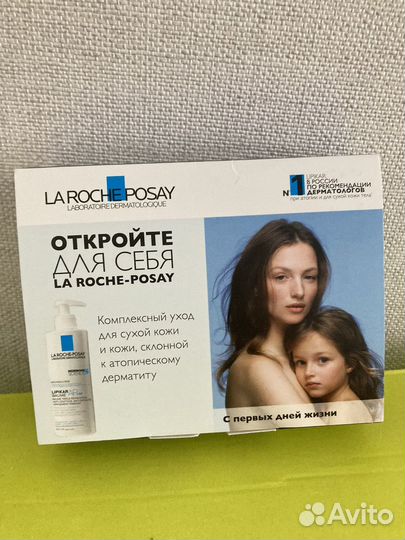 LA ROCHE-POSAY
LABORATOIRE DERMATOLOGIQUE
№1 LIPIKAR
В РОССИИ
ПО РЕКОМЕНДАЦИИ
ДЕРМАТОЛОГОВ
при атопии и для сухой кожи тела
ОТКРОЙТЕ
ДЛЯ СЕБЯ
LA ROCHE-POSAY
Комплексный уход
для сухой кожи
и кожи, склонной
к атопическому
дерматиту
LA ROCHE-POSAY
LIPIKAR
BAUME AP+M
С первых дней жизни
Avito